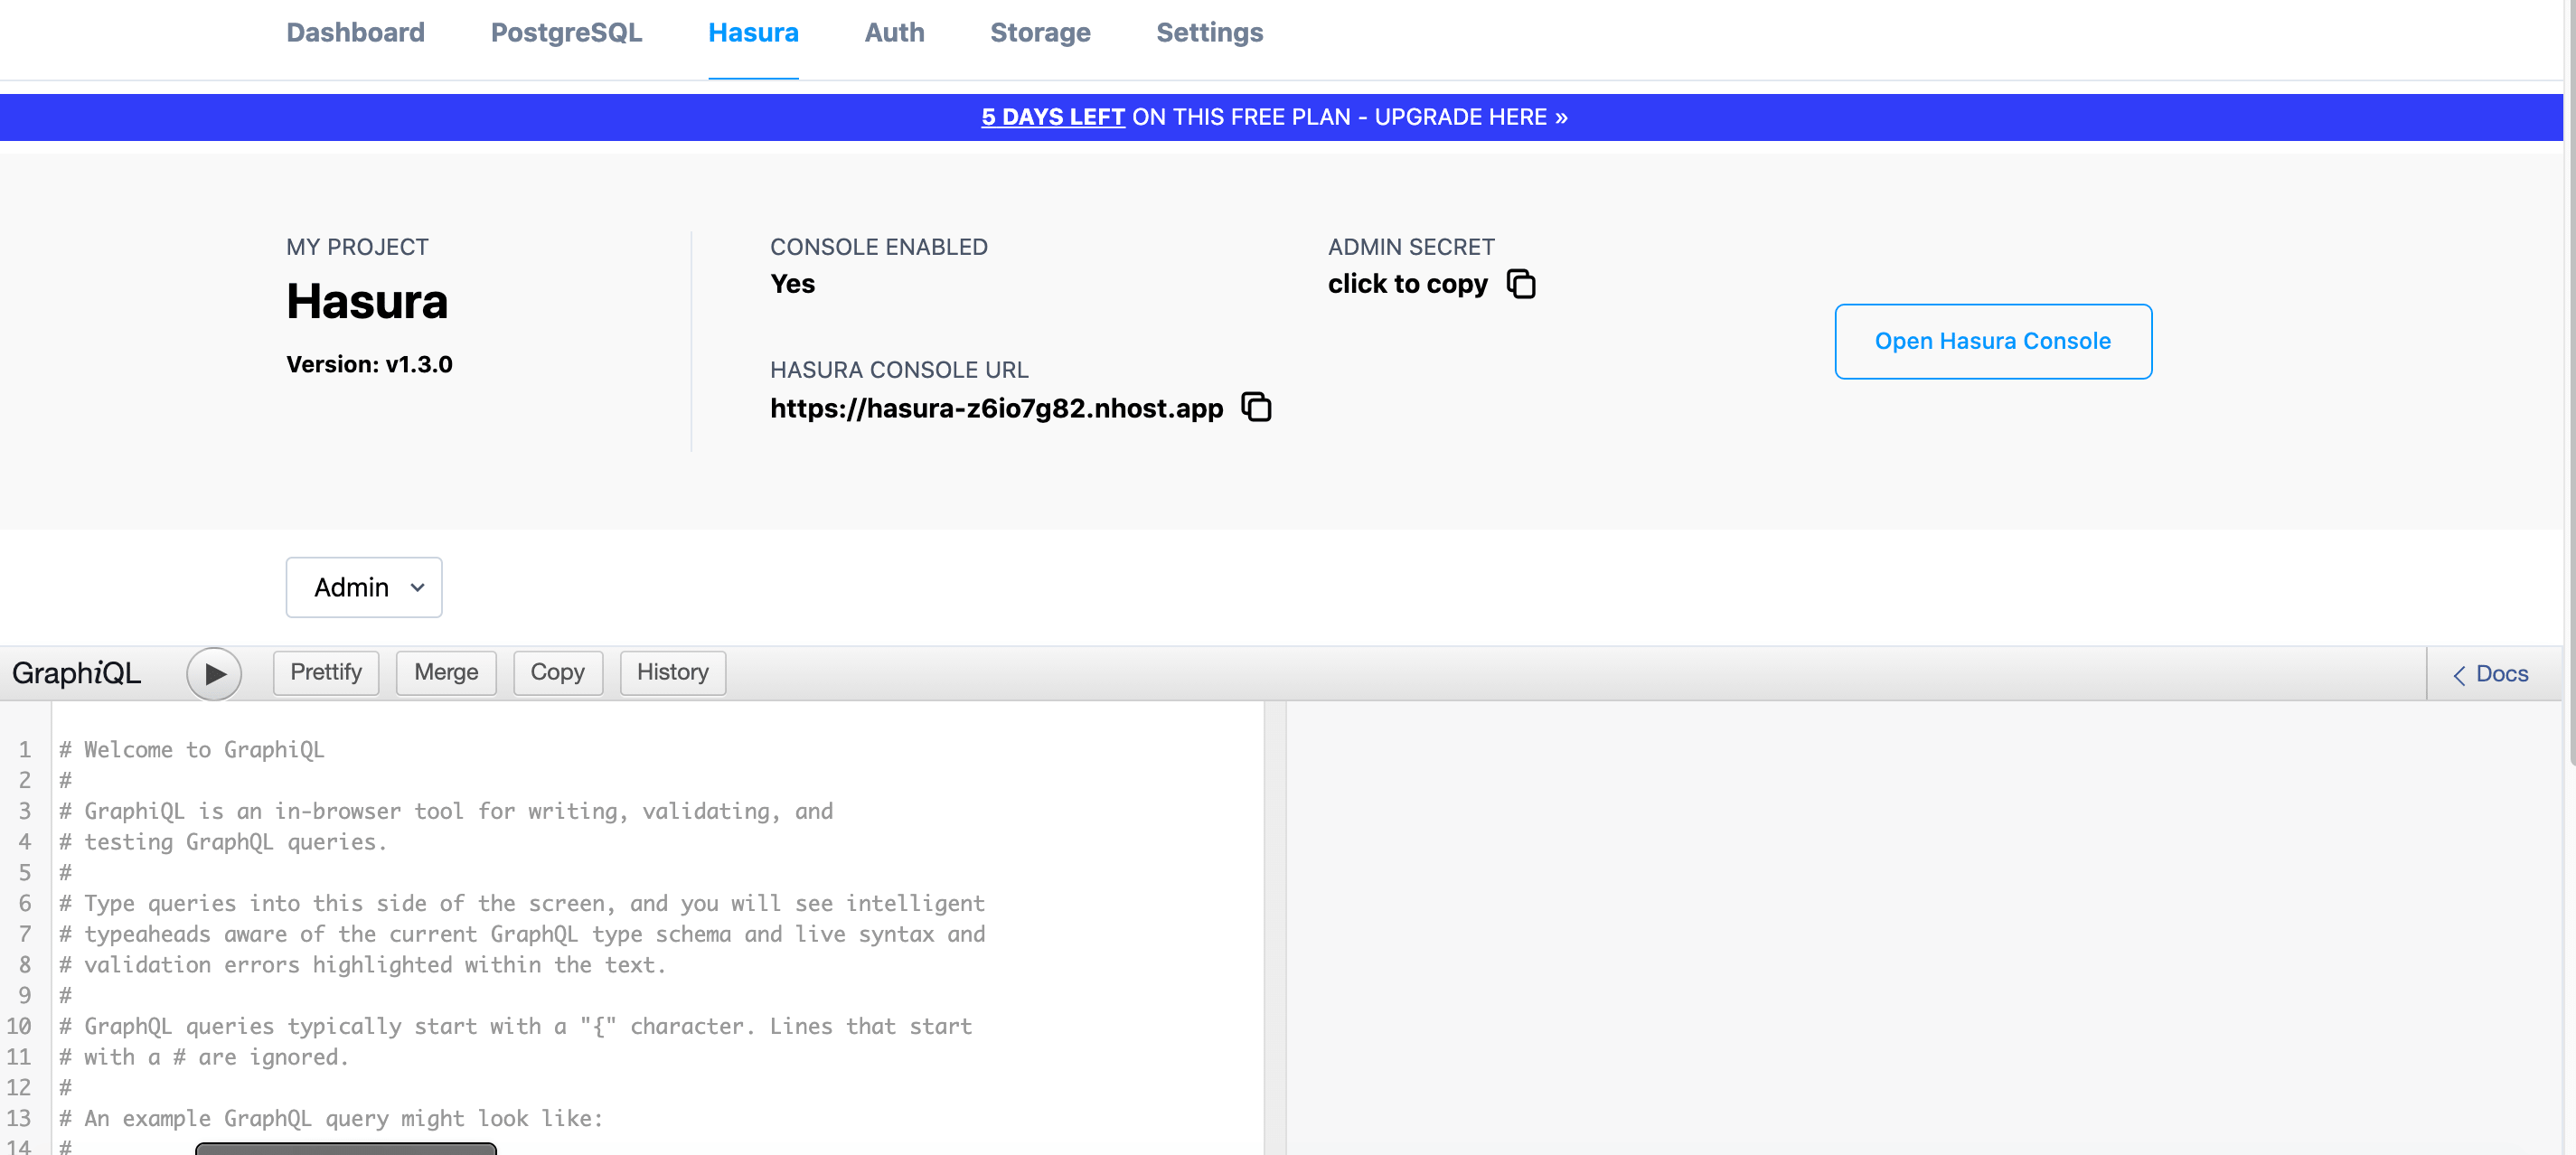 Dashboard PostgreSQL Hasura Auth Storage Settings
5 DAYS LEFT ON THIS FREE PLAN - UPGRADE HERE »
MY PROJECT
Hasura
Version: v1.3.0
CONSOLE ENABLED
Yes
HASURA CONSOLE URL
https://hasura-z6io7g82.nhost.app
ADMIN SECRET
click to copy
Open Hasura Console
Admin
GraphiQL Prettify Merge Copy History Docs
1 # Welcome to GraphiQL
2 #
3 # GraphiQL is an in-browser tool for writing, validating, and
4 # testing GraphQL queries.
5 #
6 # Type queries into this side of the screen, and you will see intelligent
7 # typeaheads aware of the current GraphQL type schema and live syntax and
8 # validation errors highlighted within the text.
9 #
10 # GraphQL queries typically start with a "{" character. Lines that start
11 # with a # are ignored.
12 #
13 # An example GraphQL query might look like:
14 #